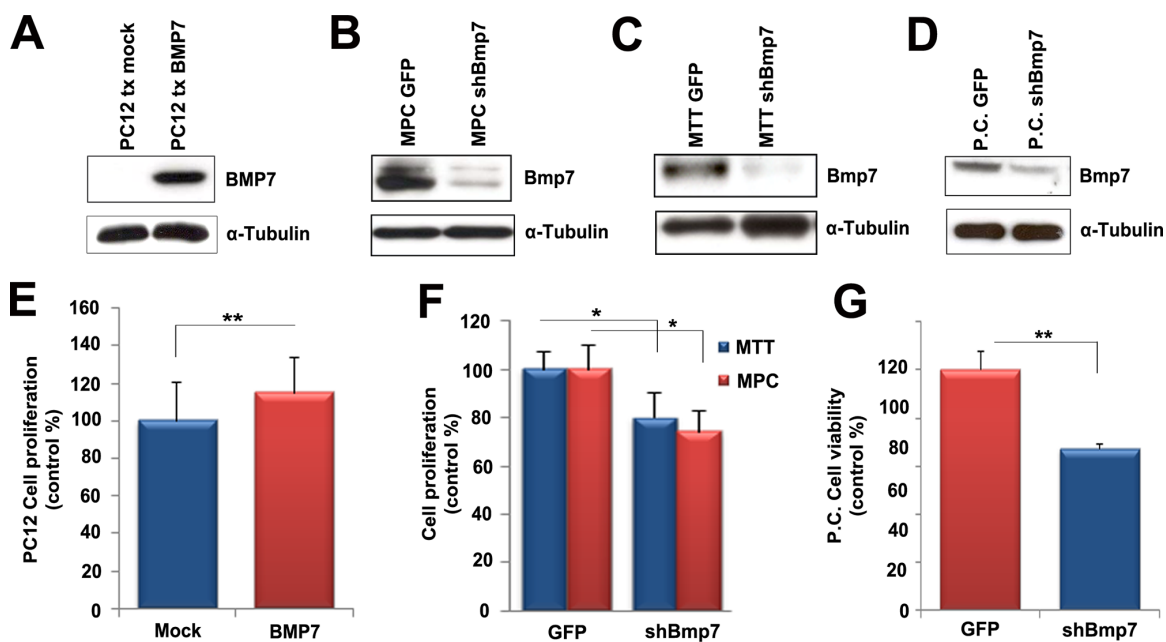 A
PC12 tx mock
PC12 tx BMP7
BMP7
α-Tubulin
B
MPC GFP
MPC shBmp7
Bmp7
α-Tubulin
C
MTT GFP
MTT shBmp7
Bmp7
α-Tubulin
D
P.C. GFP
P.C. shBmp7
Bmp7
α-Tubulin
E
PC12 Cell proliferation
(control %)
160
140
120
100
80
60
40
20
0
**
Mock
BMP7
F
Cell proliferation
(control %)
120
100
80
60
40
20
0
*
*
MTT
MPC
GFP
shBmp7
G
P.C. Cell viability
(control %)
120
100
80
60
40
20
0
**
GFP
shBmp7